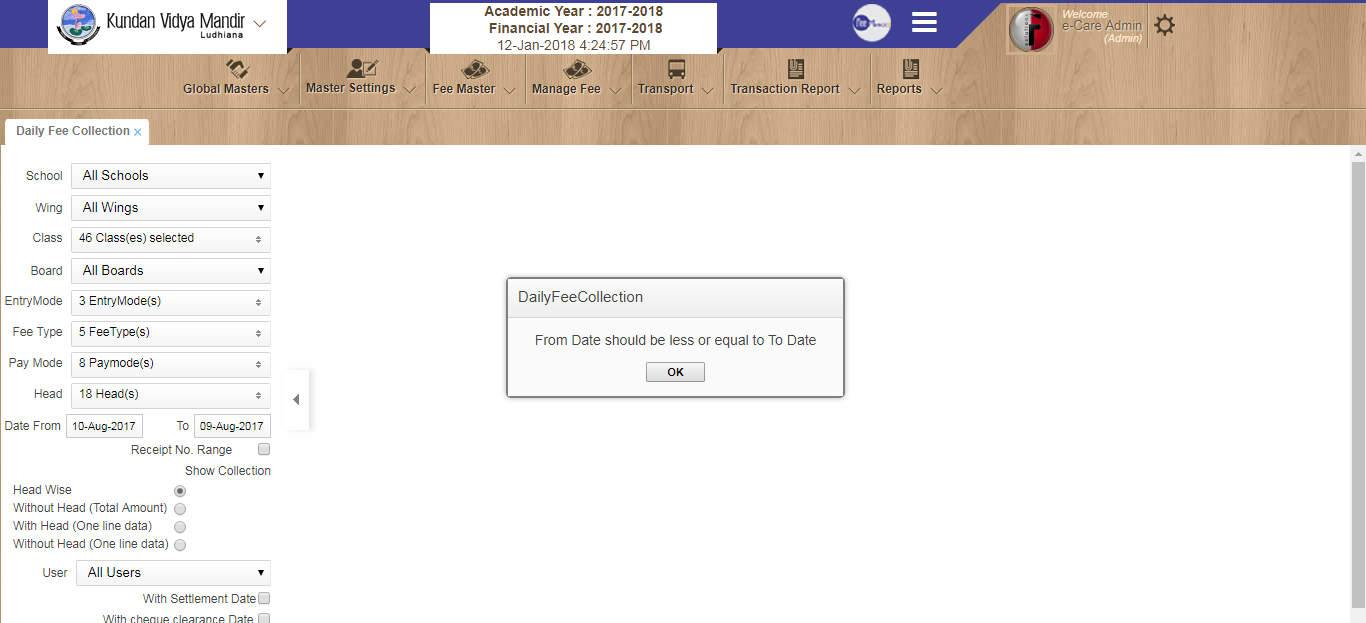 Kundan Vidya Mandir
Ludhiana
Academic Year : 2017-2018
Financial Year : 2017-2018
12-Jan-2018 4:24:57 PM
Welcome
e-Care Admin
(Admin)
Global Masters
Master Settings
Fee Master
Manage Fee
Transport
Transaction Report
Reports
Daily Fee Collection ×
School All Schools
Wing All Wings
Class 46 Class(es) selected
Board All Boards
EntryMode 3 EntryMode(s)
Fee Type 5 FeeType(s)
Pay Mode 8 Paymode(s)
Head 18 Head(s)
Date From 10-Aug-2017 To 09-Aug-2017
Receipt No. Range
Show Collection
Head Wise
Without Head (Total Amount)
With Head (One line data)
Without Head (One line data)
User All Users
With Settlement Date
With cheque clearance Date
DailyFeeCollection
From Date should be less or equal to To Date
OK